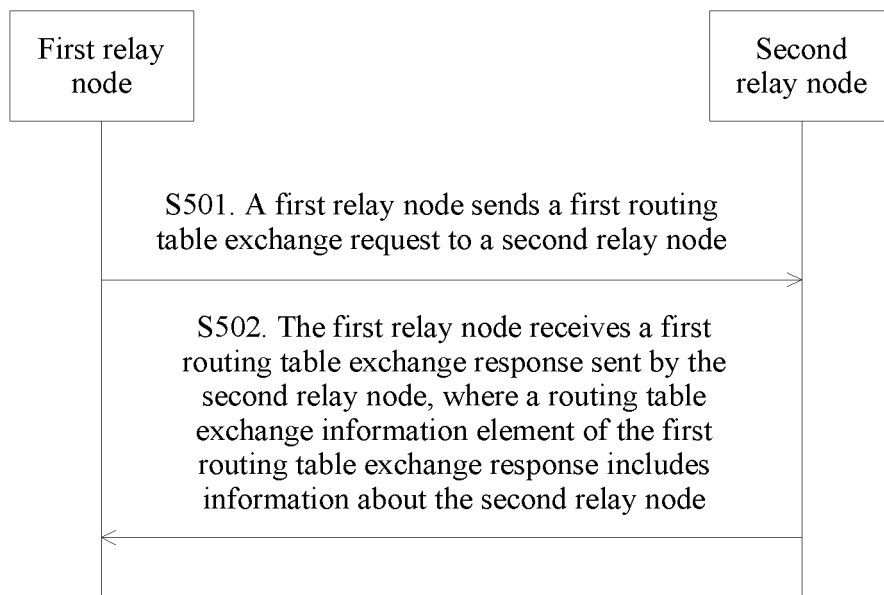 First relay
node
Second
relay node
S501. A first relay node sends a first routing
table exchange request to a second relay node
S502. The first relay node receives a first
routing table exchange response sent by the
second relay node, where a routing table
exchange information element of the first
routing table exchange response includes
information about the second relay node